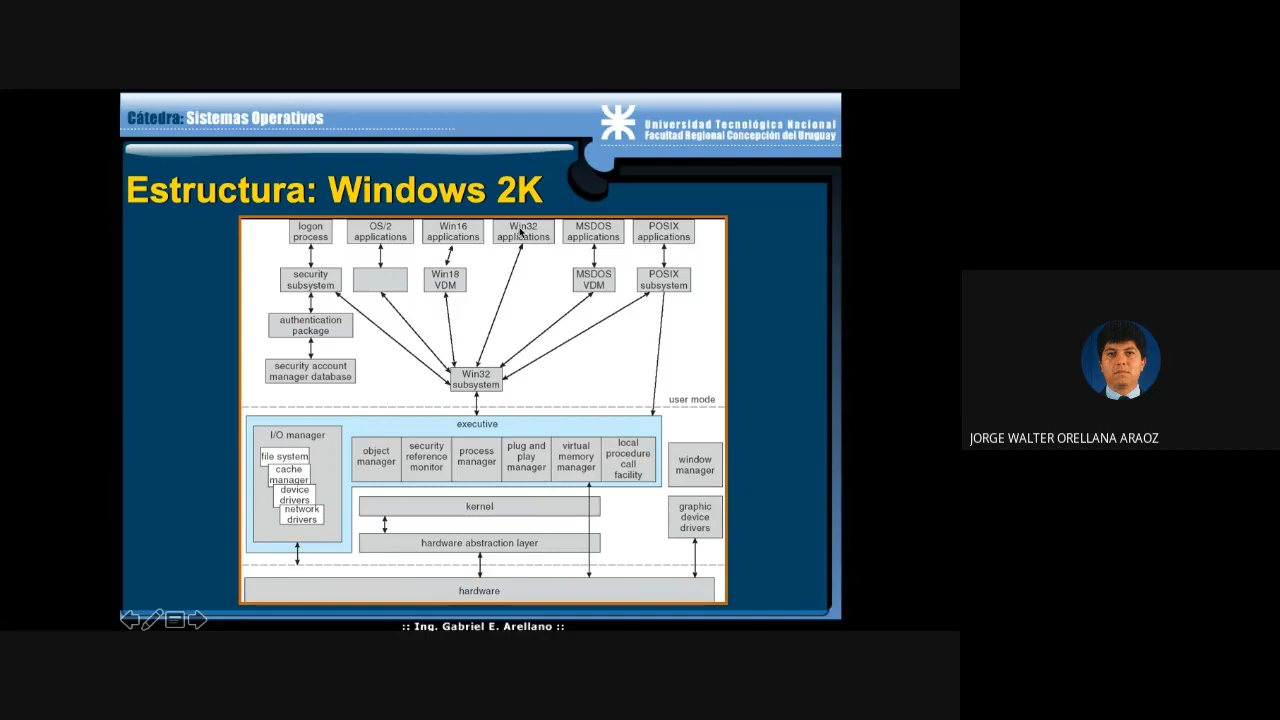 Cátedra: Sistemas Operativos
Universidad Tecnológica Nacional
Facultad Regional Concepción del Uruguay
Estructura: Windows 2K
logon
process
OS/2
applications
Win16
applications
Win32
applications
MSDOS
applications
POSIX
applications
security
subsystem
Win18
VDM
MSDOS
VDM
POSIX
subsystem
authentication
package
security account
manager database
Win32
subsystem
user mode
executive
I/O manager
file system
cache
manager
device
drivers
network
drivers
object
manager
security
reference
monitor
process
manager
plug and
play
manager
virtual
memory
manager
local
procedure
call
facility
window
manager
kernel
graphic
device
drivers
hardware abstraction layer
hardware
:: Ing. Gabriel E. Arellano ::
JORGE WALTER ORELLANA ARAOZ